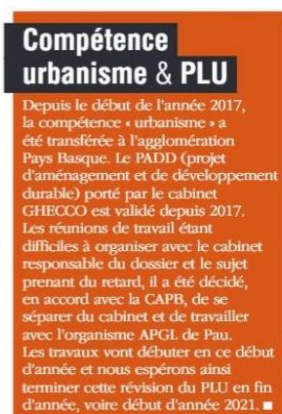 Compétence
urbanisme & PLU
Depuis le début de l'année 2017,
la compétence « urbanisme » a
été transférée à l'agglomération
Pays Basque. Le PADD (projet
d'aménagement et de développement
durable) porté par le cabinet
GHECCO est validé depuis 2017.
Les réunions de travail étant
difficiles à organiser avec le cabinet
responsable du dossier et le sujet
prenant du retard, il a été décidé,
en accord avec la CAPB, de se
séparer du cabinet et de travailler
avec l'organisme APGL de Pau.
Les travaux vont débuter en ce début
d'année et nous espérons ainsi
terminer cette révision du PLU en fin
d'année, voire début d'année 2021. ■